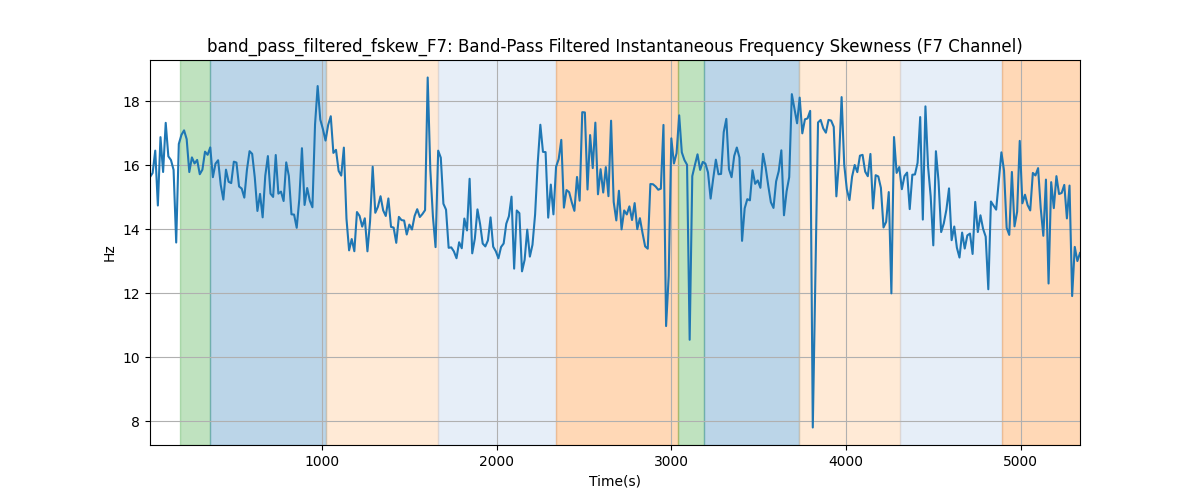 band_pass_filtered_fskew_F7: Band-Pass Filtered Instantaneous Frequency Skewness (F7 Channel)
18
16
14
12
10
8
Hz
1000 2000 3000 4000 5000
Time(s)